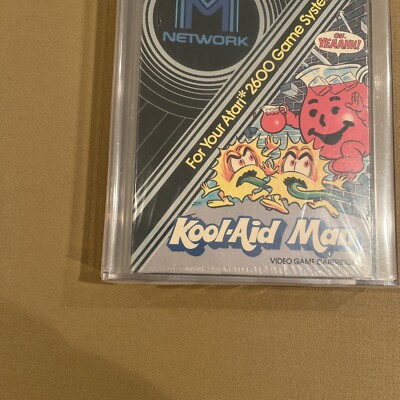 M
NETWORK
For Your Atari* 2600 Game System
OH,
YEAAHH!
Kool-Aid Man
VIDEO GAME CARTRIDGE